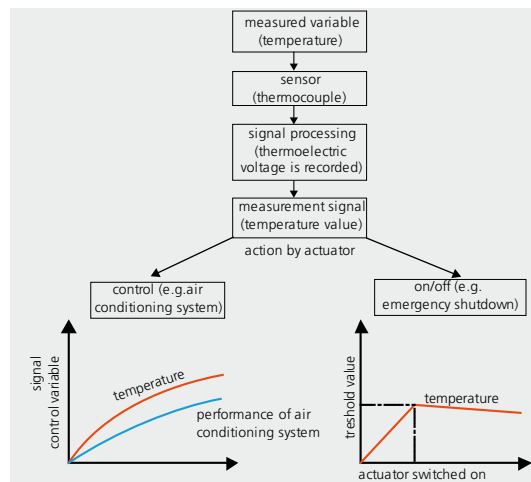 measured variable
(temperature)
sensor
(thermocouple)
signal processing
(thermoelectric
voltage is recorded)
measurement signal
(temperature value)
action by actuator
control (e.g.air
conditioning system)
on/off (e.g.
emergency shutdown)
signal
control variable
temperature
performance of air
conditioning system
treshold value
temperature
actuator switched on